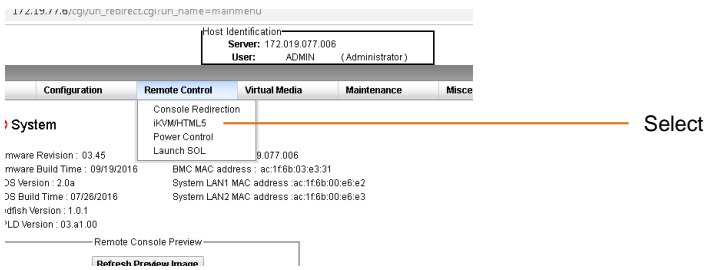 172.19.77.6/cgi/url_redirect.cgi?url_name=mainmenu
Host Identification
Server: 172.019.077.006
User: ADMIN (Administrator)
Configuration Remote Control Virtual Media Maintenance
Console Redirection
iKVM/HTML5
Power Control
Launch SOL
Select
System
mware Revision : 03.45 9.077.006
mware Build Time : 09/19/2016 BMC MAC address : ac:1f:6b:03:e3:31
OS Version : 2.0a System LAN1 MAC address :ac:1f:6b:00:e6:e2
OS Build Time : 07/26/2016 System LAN2 MAC address :ac:1f:6b:00:e6:e3
dfish Version : 1.0.1
PLD Version : 03.a1.00
Remote Console Preview
Refresh Preview Image